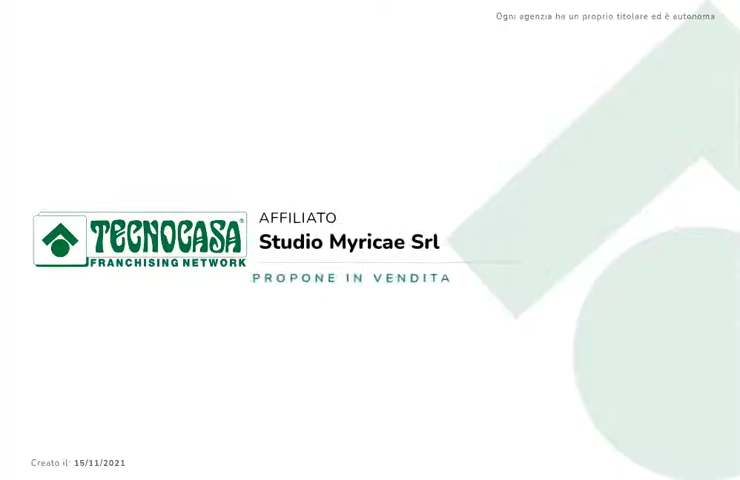 Ogni agenzia ha un proprio titolare ed è autonoma
AFFILIATO
TECNOCASA®
Studio Myricae Srl
FRANCHISING NETWORK
PROPONE IN VENDITA
Creato il: 15/11/2021